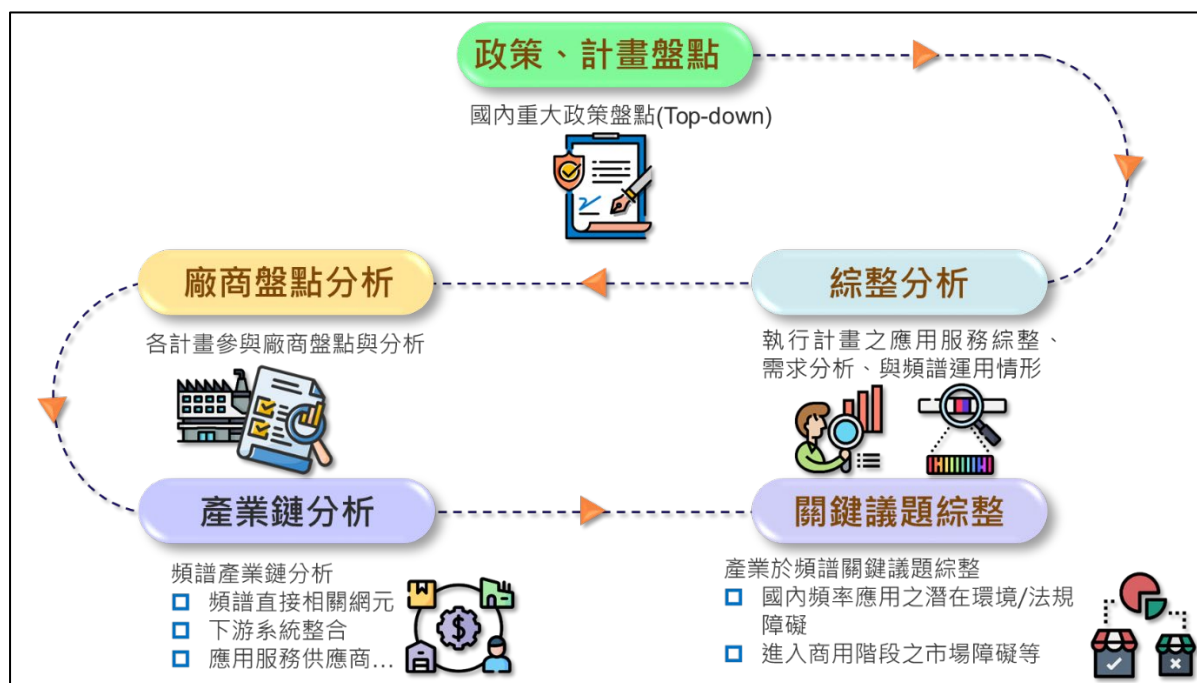 政策、計畫盤點
國內重大政策盤點(Top-down)
綜整分析
執行計畫之應用服務綜整、
需求分析、與頻譜運用情形
廠商盤點分析
各計畫參與廠商盤點與分析
產業鏈分析
頻譜產業鏈分析
頻譜直接相關網元
下游系統整合
應用服務供應商...
關鍵議題綜整
產業於頻譜關鍵議題綜整
國內頻率應用之潛在環境/法規
障礙
進入商用階段之市場障礙等